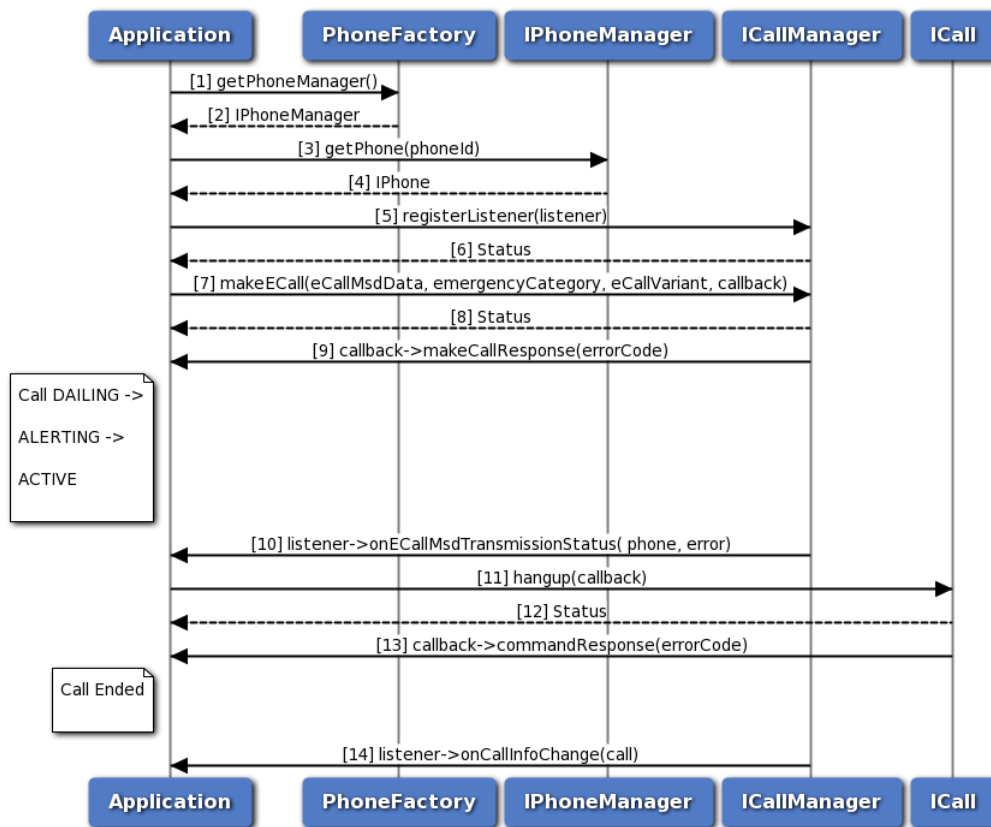 Application PhoneFactory IPhoneManager ICallManager ICall
[1] getPhoneManager()
[2] IPhoneManager
[3] getPhone(phoneId)
[4] IPhone
[5] registerListener(listener)
[6] Status
[7] makeECall(eCallMsdData, emergencyCategory, eCallVariant, callback)
[8] Status
[9] callback->makeCallResponse(errorCode)
Call DAILING ->
ALERTING ->
ACTIVE
[10] listener->onECallMsdTransmissionStatus( phone, error)
[11] hangup(callback)
[12] Status
[13] callback->commandResponse(errorCode)
Call Ended
[14] listener->onCallInfoChange(call)
Application PhoneFactory IPhoneManager ICallManager ICall